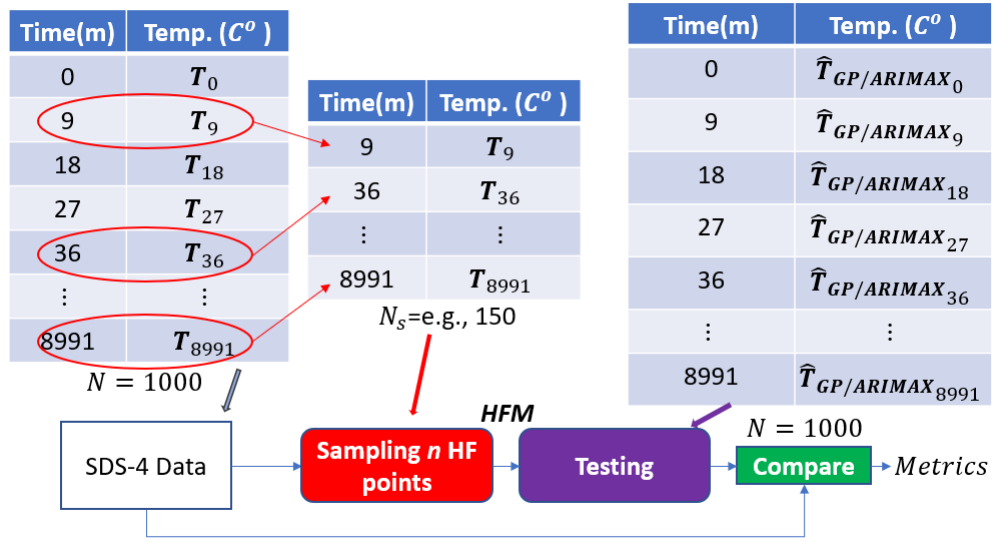 Time(m) Temp. (C^o )
0 T_0
9 T_9
18 T_18
27 T_27
36 T_36
⋮ ⋮
8991 T_8991
N = 1000
Time(m) Temp. (C^o )
9 T_9
36 T_36
⋮ ⋮
8991 T_8991
N_s=e.g., 150
Time(m) Temp. (C^o )
0 T̂_GP/ARIMAX_0
9 T̂_GP/ARIMAX_9
18 T̂_GP/ARIMAX_18
27 T̂_GP/ARIMAX_27
36 T̂_GP/ARIMAX_36
⋮ ⋮
8991 T̂_GP/ARIMAX_8991
N = 1000
SDS-4 Data
Sampling n HF
points
HFM
Testing
Compare
Metrics